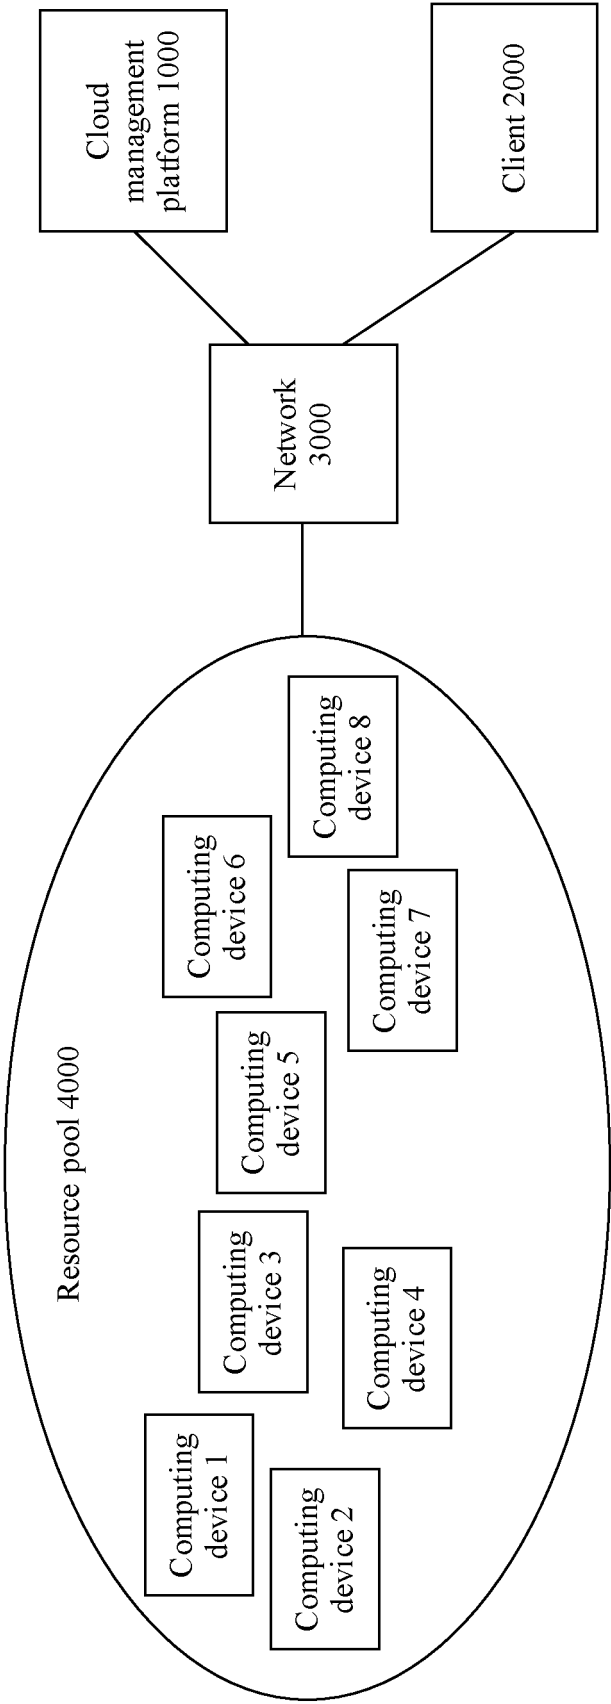 Resource pool 4000
Computing
device 1
Computing
device 2
Computing
device 3
Computing
device 4
Computing
device 5
Computing
device 6
Computing
device 7
Computing
device 8
Network
3000
Cloud
management
platform 1000
Client 2000